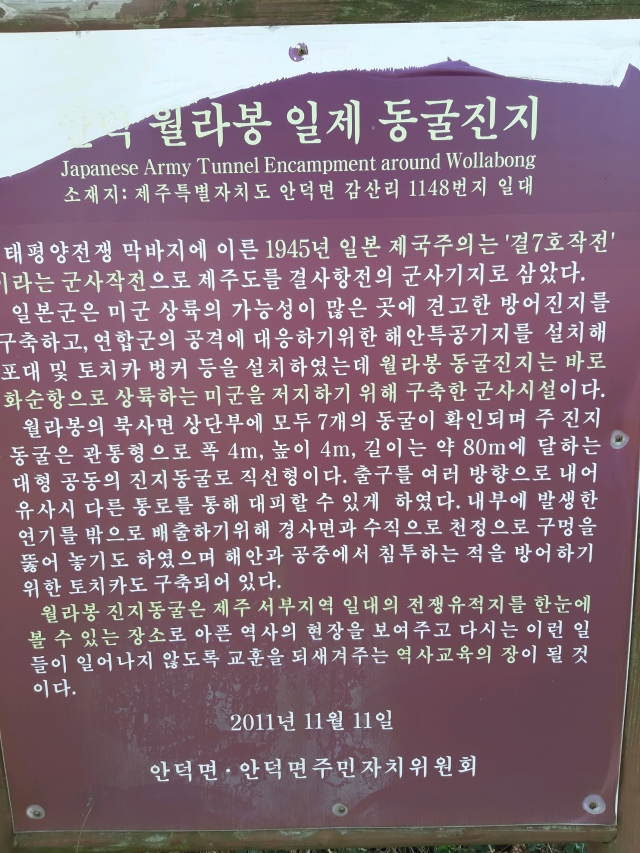 월라봉 일제 동굴진지
Japanese Army Tunnel Encampment around Wollabong
소재지: 제주특별자치도 안덕면 감산리 1148번지 일대
태평양전쟁 막바지에 이른 1945년 일본 제국주의는 '결7호작전'
이라는 군사작전으로 제주도를 결사항전의 군사기지로 삼았다.
일본군은 미군 상륙의 가능성이 많은 곳에 견고한 방어진지를
구축하고, 연합군의 공격에 대응하기위한 해안특공기지를 설치해
포대 및 토치카 벙커 등을 설치하였는데 월라봉 동굴진지는 바로
화순항으로 상륙하는 미군을 저지하기 위해 구축한 군사시설이다.
월라봉의 북사면 상단부에 모두 7개의 동굴이 확인되며 주 진지
동굴은 관통형으로 폭 4m, 높이 4m, 길이는 약 80m에 달하는
대형 공동의 진지동굴로 직선형이다. 출구를 여러 방향으로 내어
유사시 다른 통로를 통해 대피할 수 있게 하였다. 내부에 발생한
연기를 밖으로 배출하기위해 경사면과 수직으로 천정으로 구멍을
뚫어 놓기도 하였으며 해안과 공중에서 침투하는 적을 방어하기
위한 토치카도 구축되어 있다.
월라봉 진지동굴은 제주 서부지역 일대의 전쟁유적지를 한눈에
볼 수 있는 장소로 아픈 역사의 현장을 보여주고 다시는 이런 일
들이 일어나지 않도록 교훈을 되새겨주는 역사교육의 장이 될 것
이다.
2011년 11월 11일
안덕면·안덕면주민자치위원회